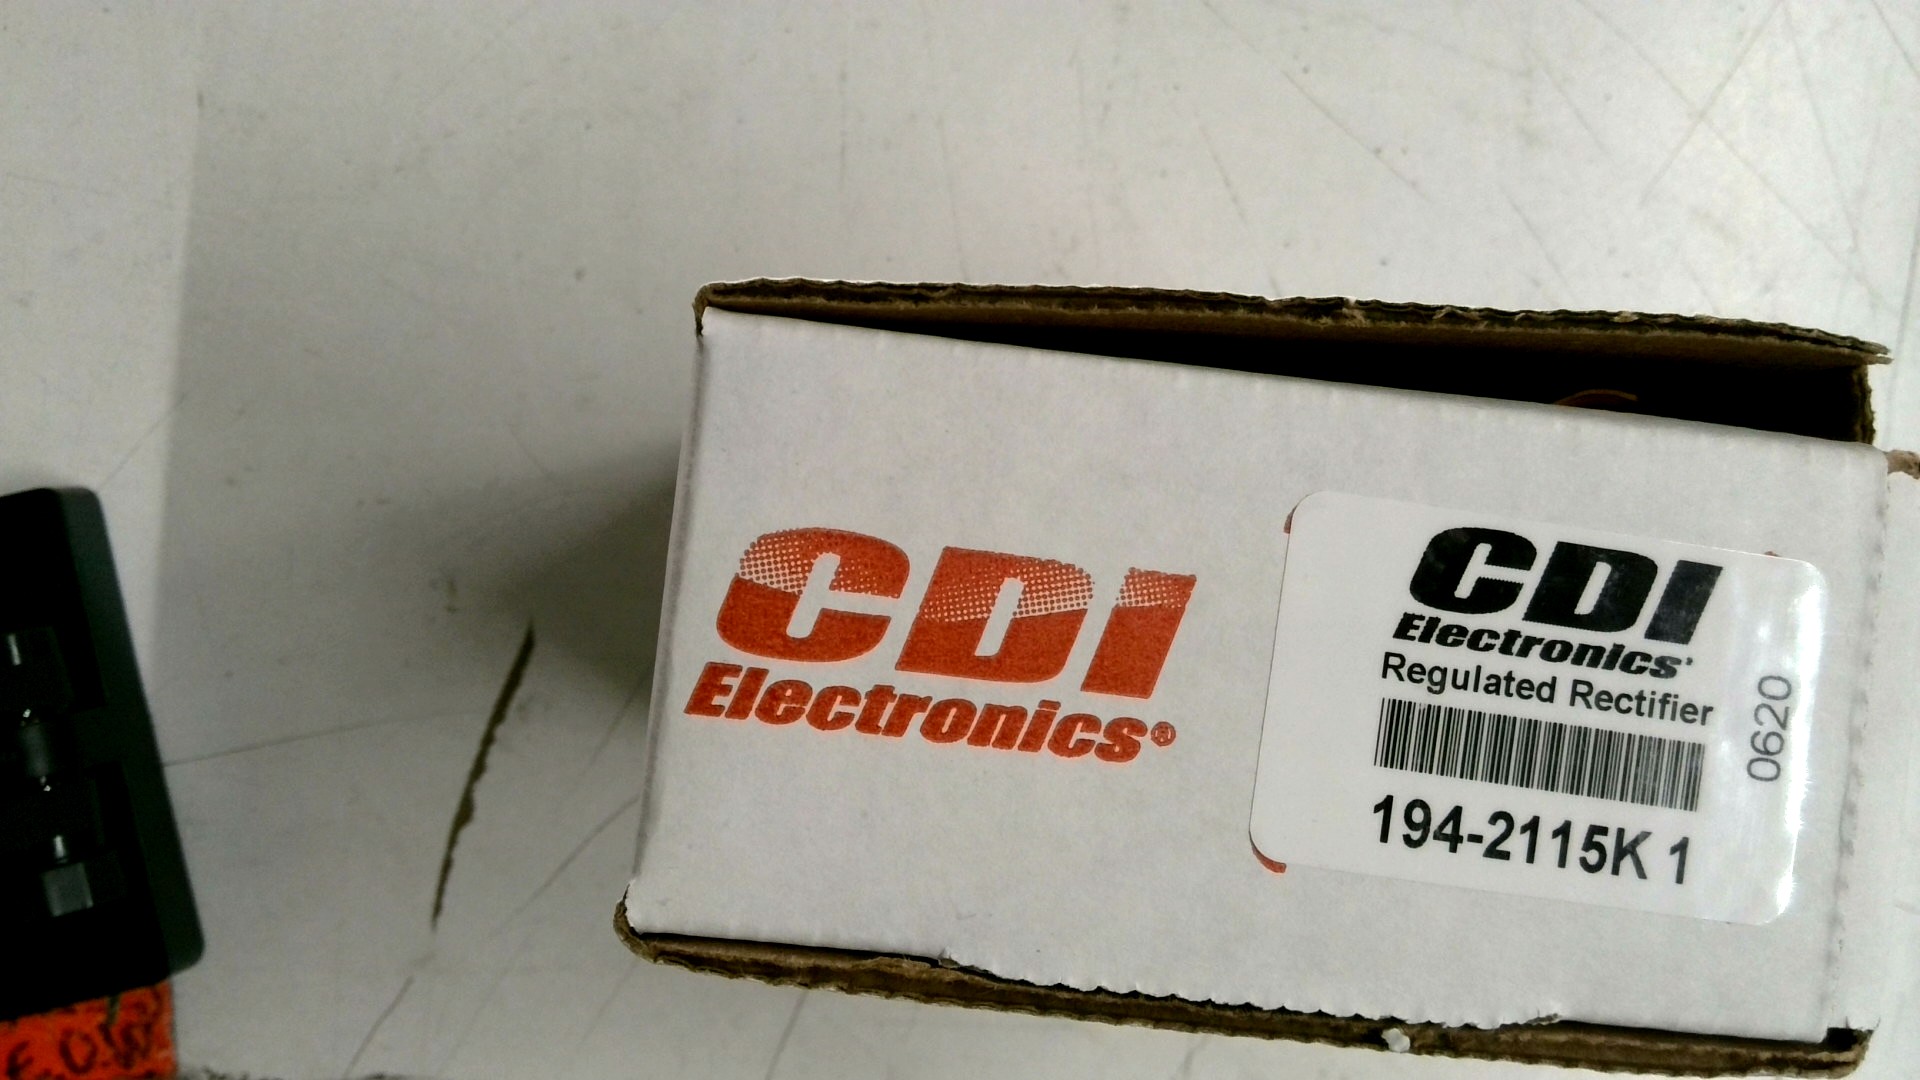 CDI
Electronics®
CDI
Electronics®
Regulated Rectifier
194-2115K 1
0620